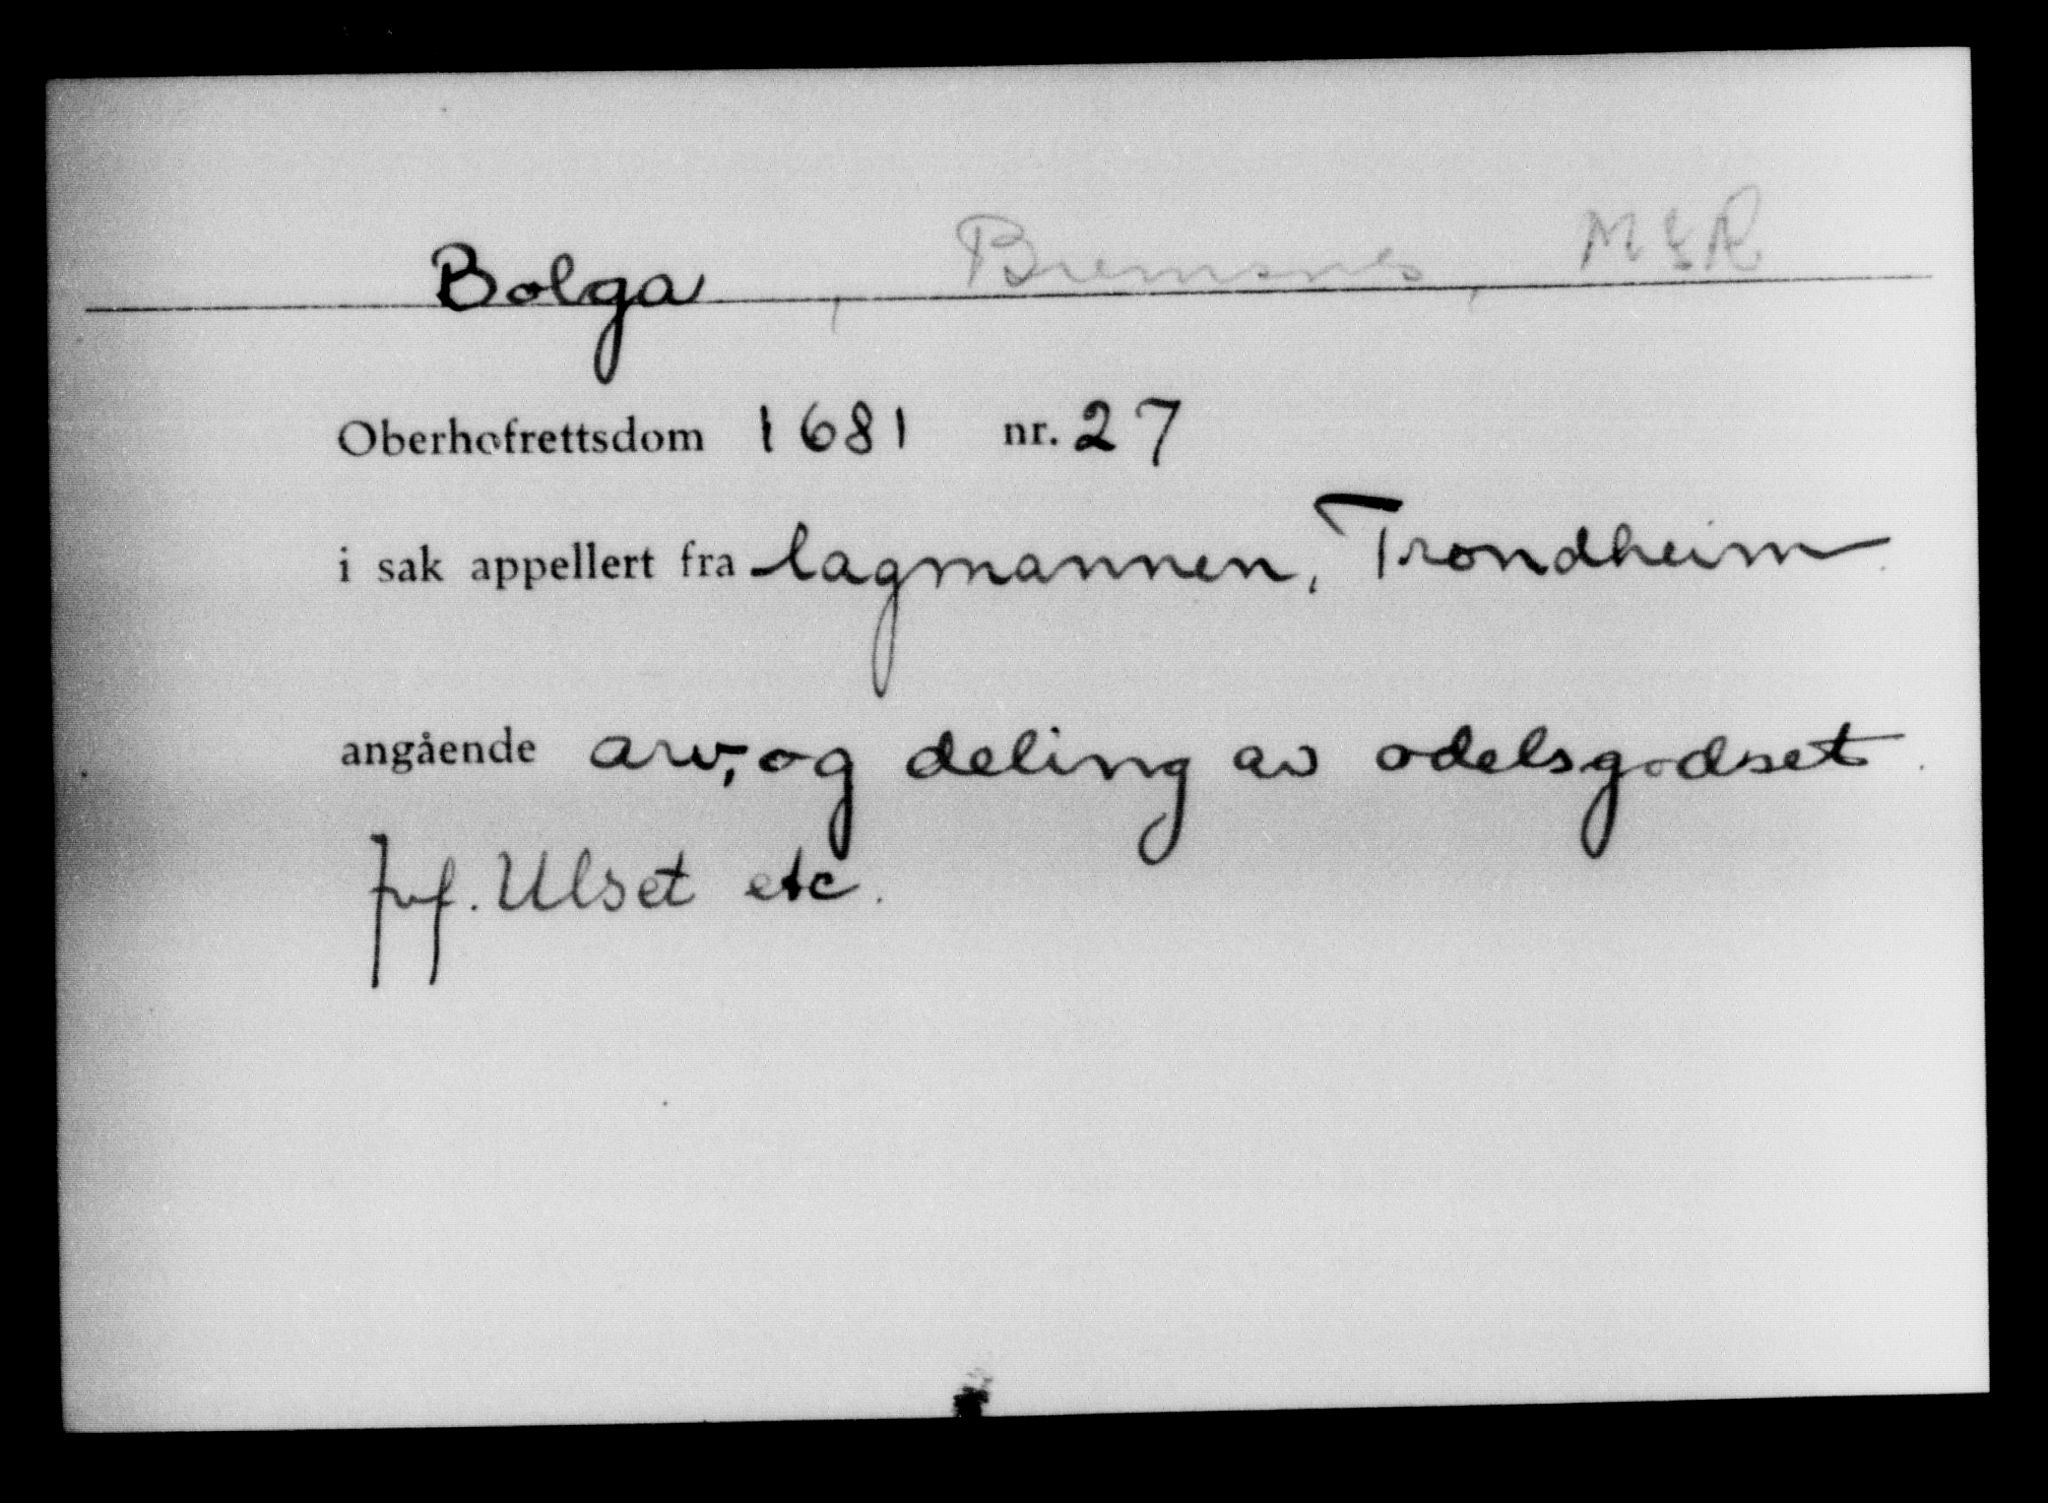 Bolga, Bremsnes, M&R
Oberhofrettsdom 1681 nr. 27
i sak appellert fra lagmannen, Trondheim
angående arv, og deling av odelsgodset
jvf. Ulset etc.